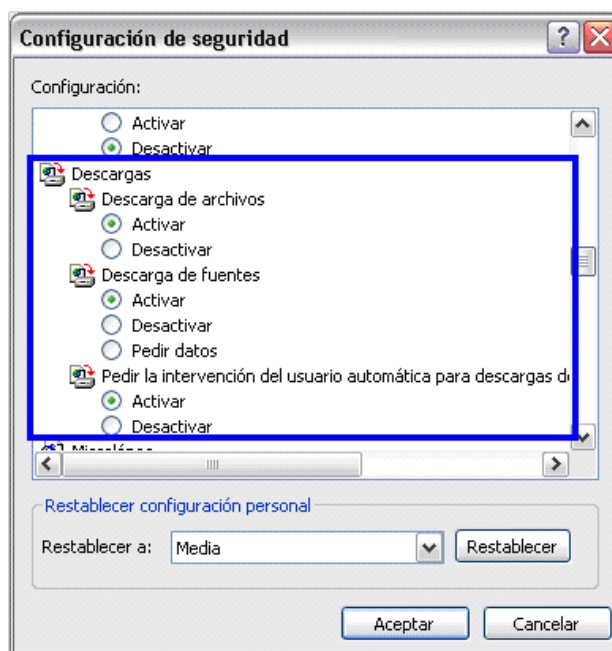 Configuración de seguridad
Configuración:
Activar
Desactivar
Descargas
Descarga de archivos
Activar
Desactivar
Descarga de fuentes
Activar
Desactivar
Pedir datos
Pedir la intervención del usuario automática para descargas d
Activar
Desactivar
Restablecer configuración personal
Restablecer a: Media Restablecer
Aceptar Cancelar